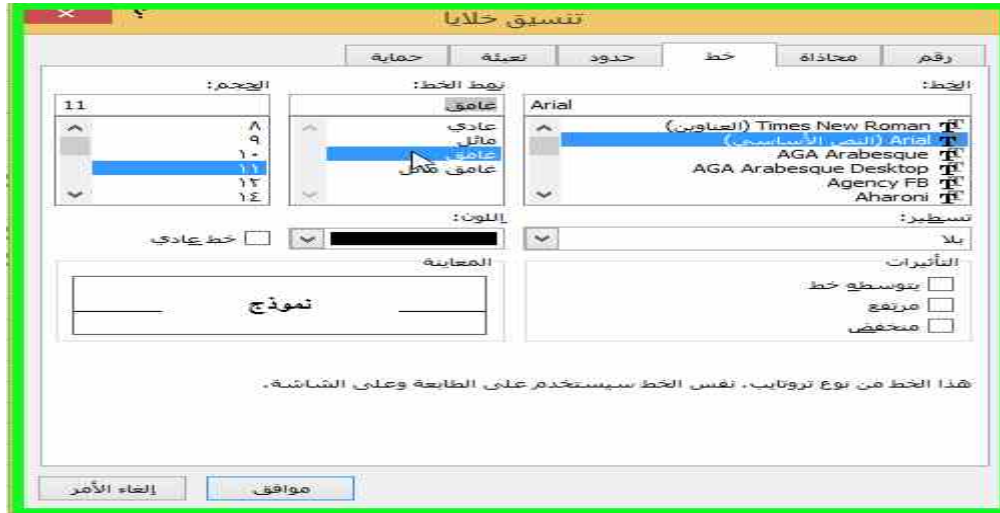 تنسيق خلايا
؟
رقم محاذاة خط حدود تعبئة حماية
الخط: نمط الخط: الحجم:
Arial عامق 11
Times New Roman (العناوين) عادي ٨
Arial (النص الأساسي) مائل ٩
AGA Arabesque عامق ١٠
AGA Arabesque Desktop عامق مائل ١١
Agency FB ١٢
Aharoni ١٤
تسطير: اللون:
بلا خط عادي
التأثيرات المعاينة
يتوسطه خط
مرتفع
منخفض
نموذج
هذا الخط من نوع تروتايب. نفس الخط سيستخدم على الطابعة وعلى الشاشة.
موافق إلغاء الأمر